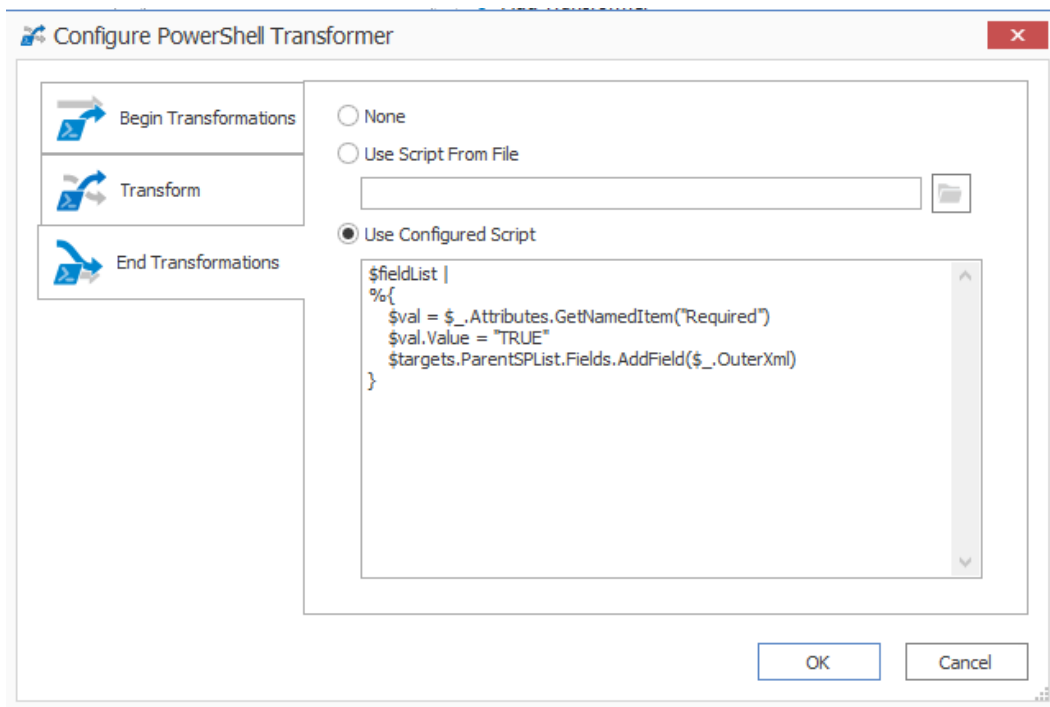 Configure PowerShell Transformer
Begin Transformations
Transform
End Transformations
None
Use Script From File
Use Configured Script
$fieldList |
%{
    $val = $_.Attributes.GetNamedItem("Required")
    $val.Value = "TRUE"
    $targets.ParentSPList.Fields.AddField($_.OuterXml)
}
OK
Cancel